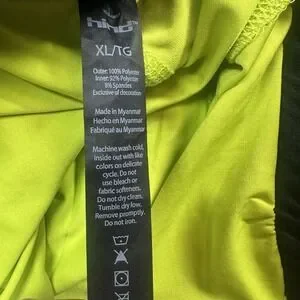 HIND
XL/TG
Outer: 100% Polyester
Inner: 92% Polyester
8% Spandex
Exclusive of decoration
Made in Myanmar
Hecho en Myanmar
Fabriqué au Myanmar
Machine wash cold,
inside out with like
colors on delicate
cycle. Do not
use bleach or
fabric softeners.
Do not dry clean.
Tumble dry low.
Remove promptly.
Do not iron.